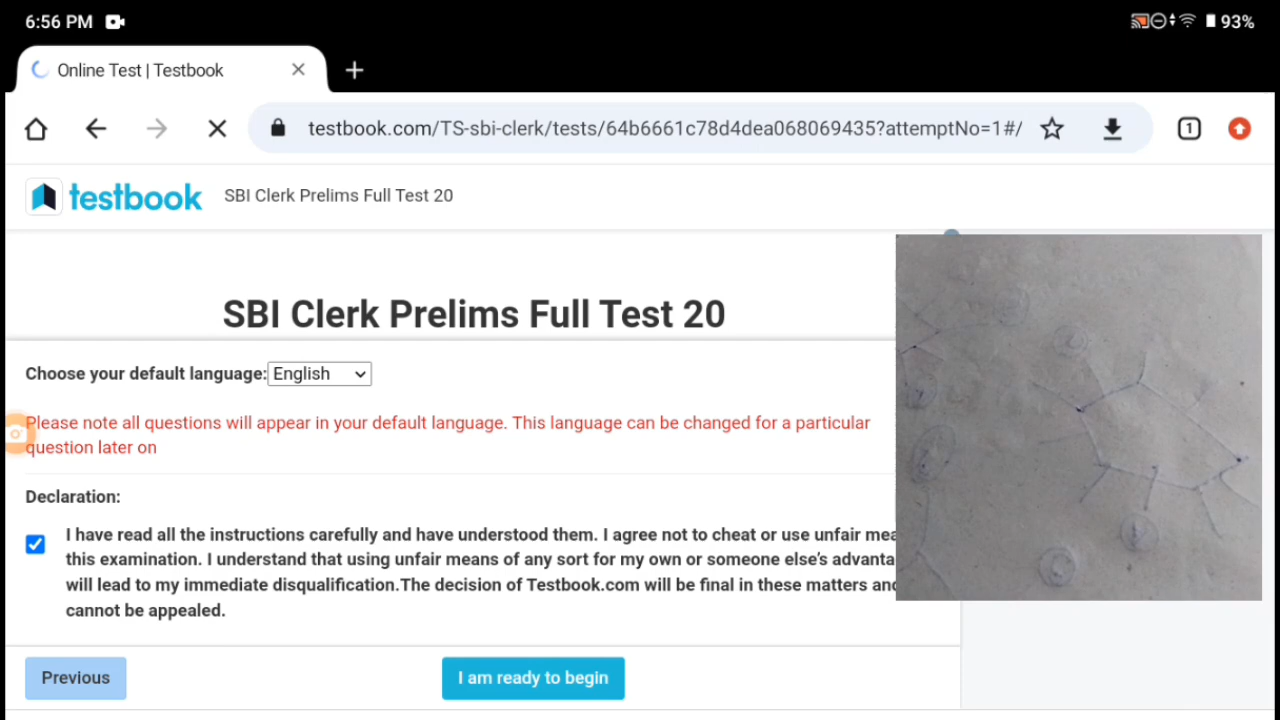 6:56 PM 93%
Online Test | Testbook
testbook.com/TS-sbi-clerk/tests/64b6661c78d4dea068069435?attemptNo=1#/ 1
testbook SBI Clerk Prelims Full Test 20
SBI Clerk Prelims Full Test 20
Choose your default language: English
Please note all questions will appear in your default language. This language can be changed for a particular
question later on
Declaration:
I have read all the instructions carefully and have understood them. I agree not to cheat or use unfair mea
this examination. I understand that using unfair means of any sort for my own or someone else's advanta
will lead to my immediate disqualification.The decision of Testbook.com will be final in these matters and
cannot be appealed.
Previous I am ready to begin